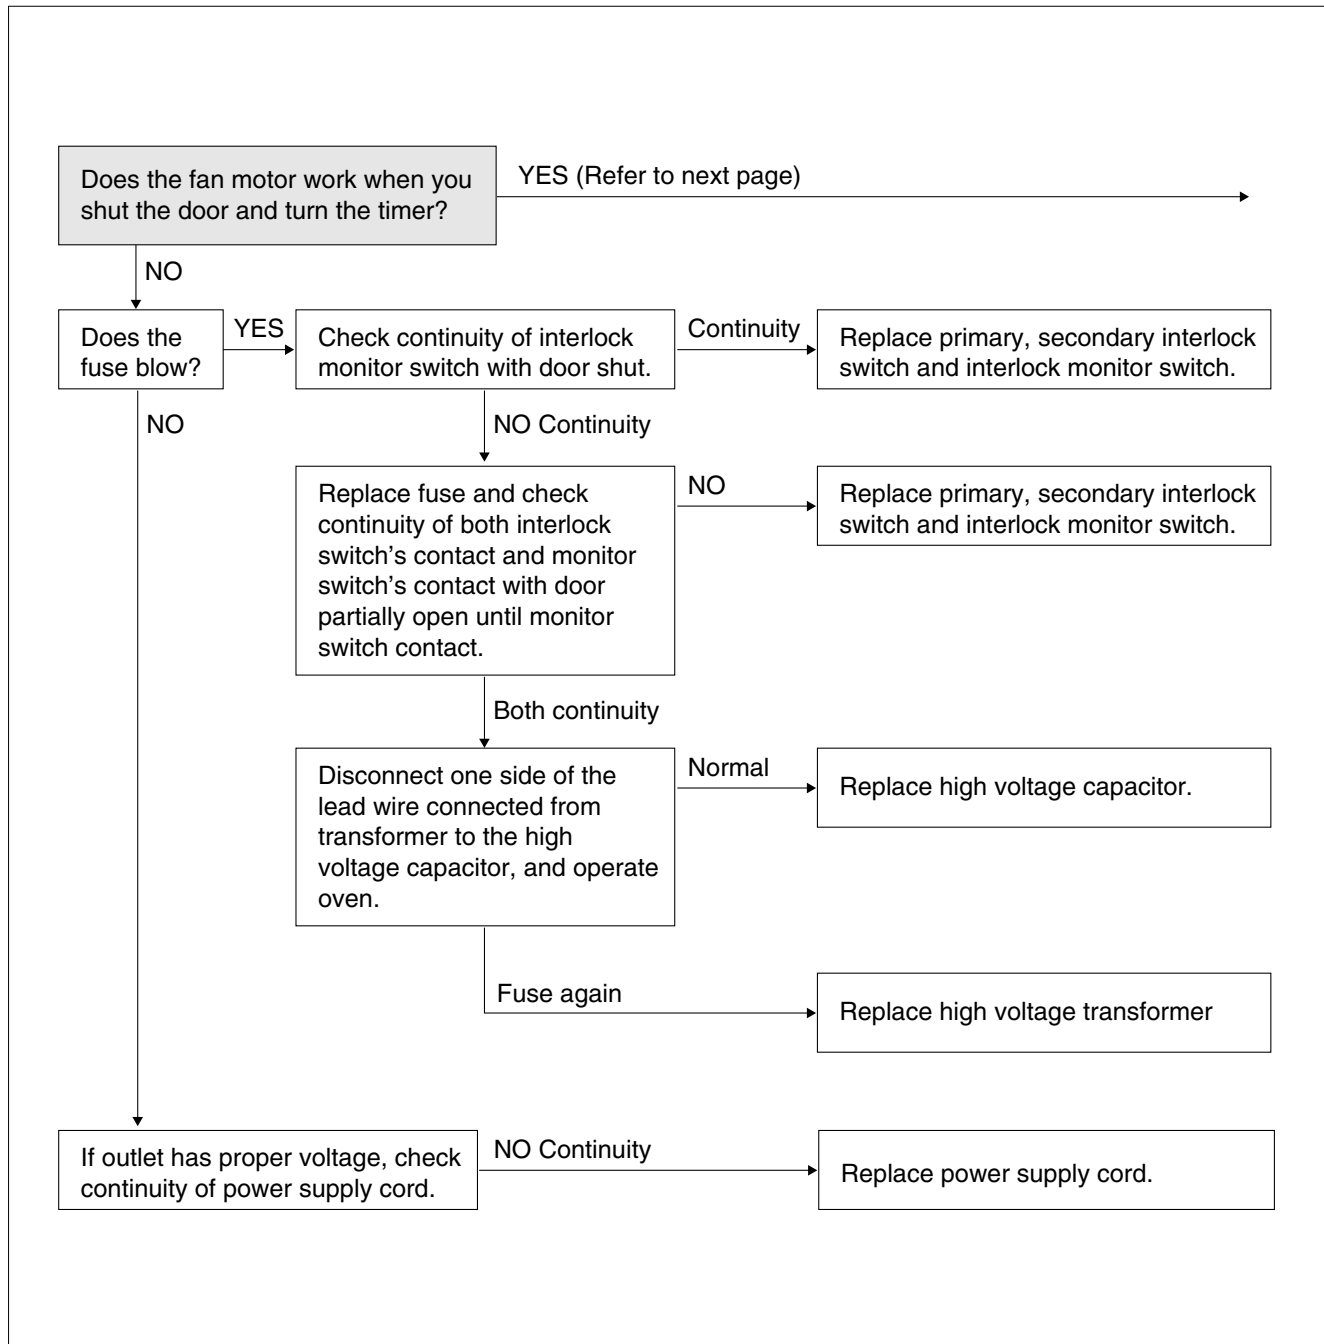 Does the fan motor work when you
shut the door and turn the timer?
YES (Refer to next page)
NO
Does the
fuse blow?
YES
Check continuity of interlock
monitor switch with door shut.
Continuity
Replace primary, secondary interlock
switch and interlock monitor switch.
NO
NO Continuity
Replace fuse and check
continuity of both interlock
switch's contact and monitor
switch's contact with door
partially open until monitor
switch contact.
NO
Replace primary, secondary interlock
switch and interlock monitor switch.
Both continuity
Disconnect one side of the
lead wire connected from
transformer to the high
voltage capacitor, and operate
oven.
Normal
Replace high voltage capacitor.
Fuse again
Replace high voltage transformer
If outlet has proper voltage, check
continuity of power supply cord.
NO Continuity
Replace power supply cord.